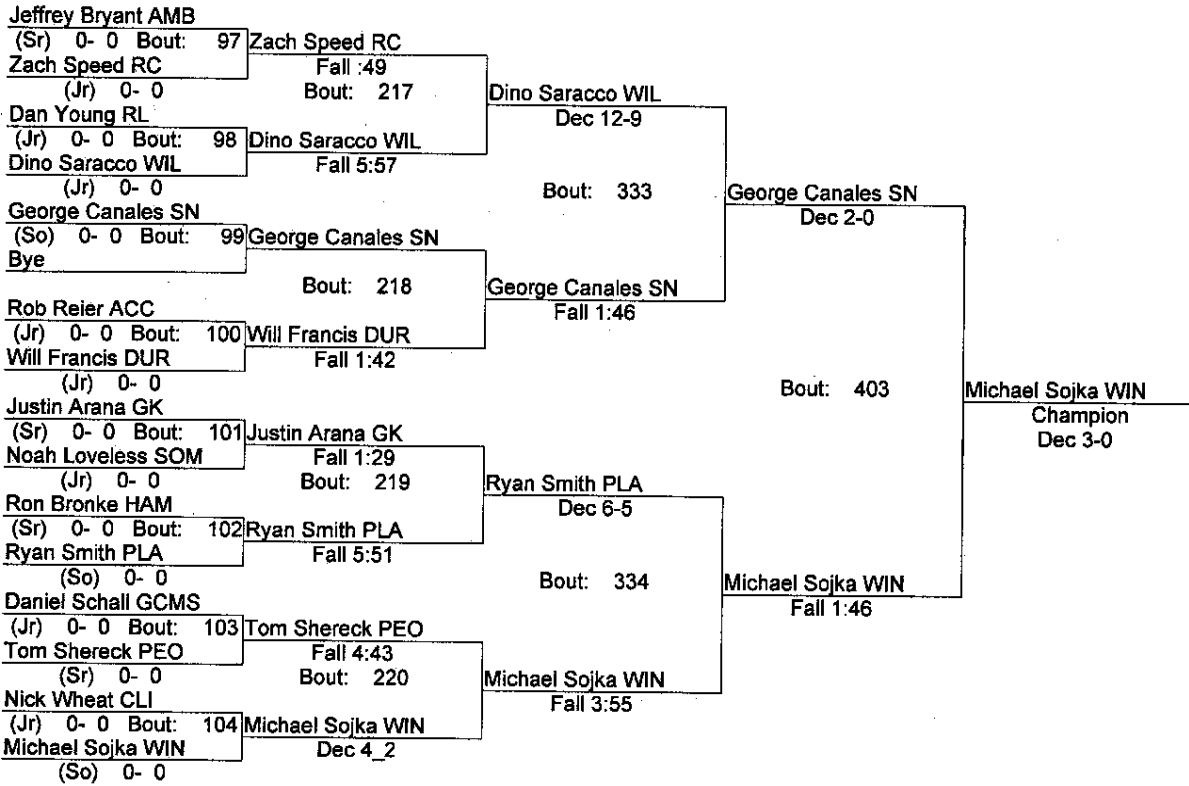 Jeffrey Bryant AMB
(Sr) 0- 0 Bout: 97 Zach Speed RC
Zach Speed RC Fall :49
(Jr) 0- 0 Bout: 217 Dino Saracco WIL
Dan Young RL Dec 12-9
(Jr) 0- 0 Bout: 98 Dino Saracco WIL
Dino Saracco WIL Fall 5:57
(Jr) 0- 0 Bout: 333 George Canales SN
George Canales SN Dec 2-0
(So) 0- 0 Bout: 99 George Canales SN
Bye
Bout: 218 George Canales SN
Rob Reier ACC Fall 1:46
(Jr) 0- 0 Bout: 100 Will Francis DUR
Will Francis DUR Fall 1:42
(Jr) 0- 0 Bout: 403 Michael Sojka WIN
Justin Arana GK Champion
(Sr) 0- 0 Bout: 101 Justin Arana GK Dec 3-0
Noah Loveless SOM Fall 1:29
(Jr) 0- 0 Bout: 219 Ryan Smith PLA
Ron Bronke HAM Dec 6-5
(Sr) 0- 0 Bout: 102 Ryan Smith PLA
Ryan Smith PLA Fall 5:51
(So) 0- 0 Bout: 334 Michael Sojka WIN
Daniel Schall GCMS Fall 1:46
(Jr) 0- 0 Bout: 103 Tom Shereck PEO
Tom Shereck PEO Fall 4:43
(Sr) 0- 0 Bout: 220 Michael Sojka WIN
Nick Wheat CLI Fall 3:55
(Jr) 0- 0 Bout: 104 Michael Sojka WIN
Michael Sojka WIN Dec 4_2
(So) 0- 0